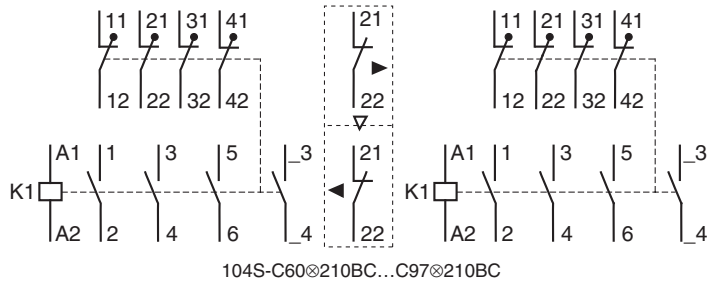 11 21 31 41 21 11 21 31 41
12 22 32 42 22 12 22 32 42
A1 1 3 5 _3 21 A1 1 3 5 _3
K1 K1
A2 2 4 6 _4 22 A2 2 4 6 _4
104S-C60⊗210BC...C97⊗210BC